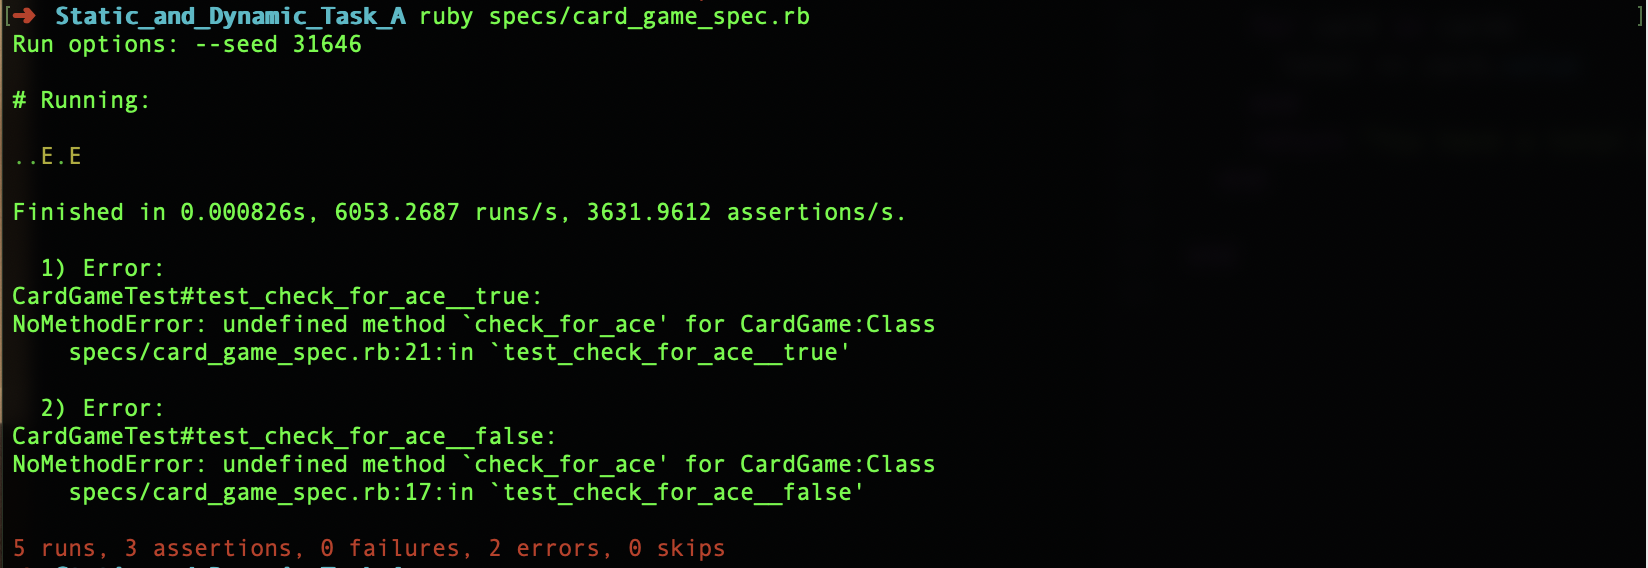 [➜ Static_and_Dynamic_Task_A ruby specs/card_game_spec.rb ]
Run options: --seed 31646
# Running:
..E.E
Finished in 0.000826s, 6053.2687 runs/s, 3631.9612 assertions/s.
1) Error:
CardGameTest#test_check_for_ace__true:
NoMethodError: undefined method `check_for_ace' for CardGame:Class
specs/card_game_spec.rb:21:in `test_check_for_ace__true'
2) Error:
CardGameTest#test_check_for_ace__false:
NoMethodError: undefined method `check_for_ace' for CardGame:Class
specs/card_game_spec.rb:17:in `test_check_for_ace__false'
5 runs, 3 assertions, 0 failures, 2 errors, 0 skips